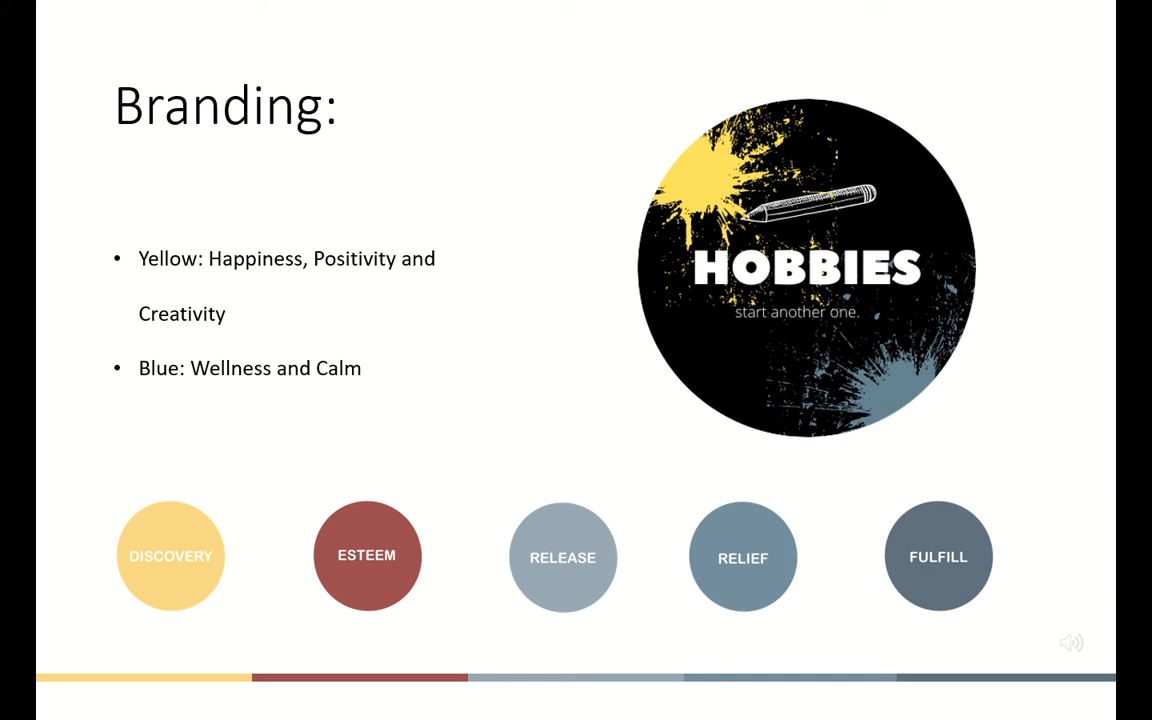 Branding:
• Yellow: Happiness, Positivity and
Creativity
• Blue: Wellness and Calm
HOBBIES
start another one.
DISCOVERY
ESTEEM
RELEASE
RELIEF
FULFILL